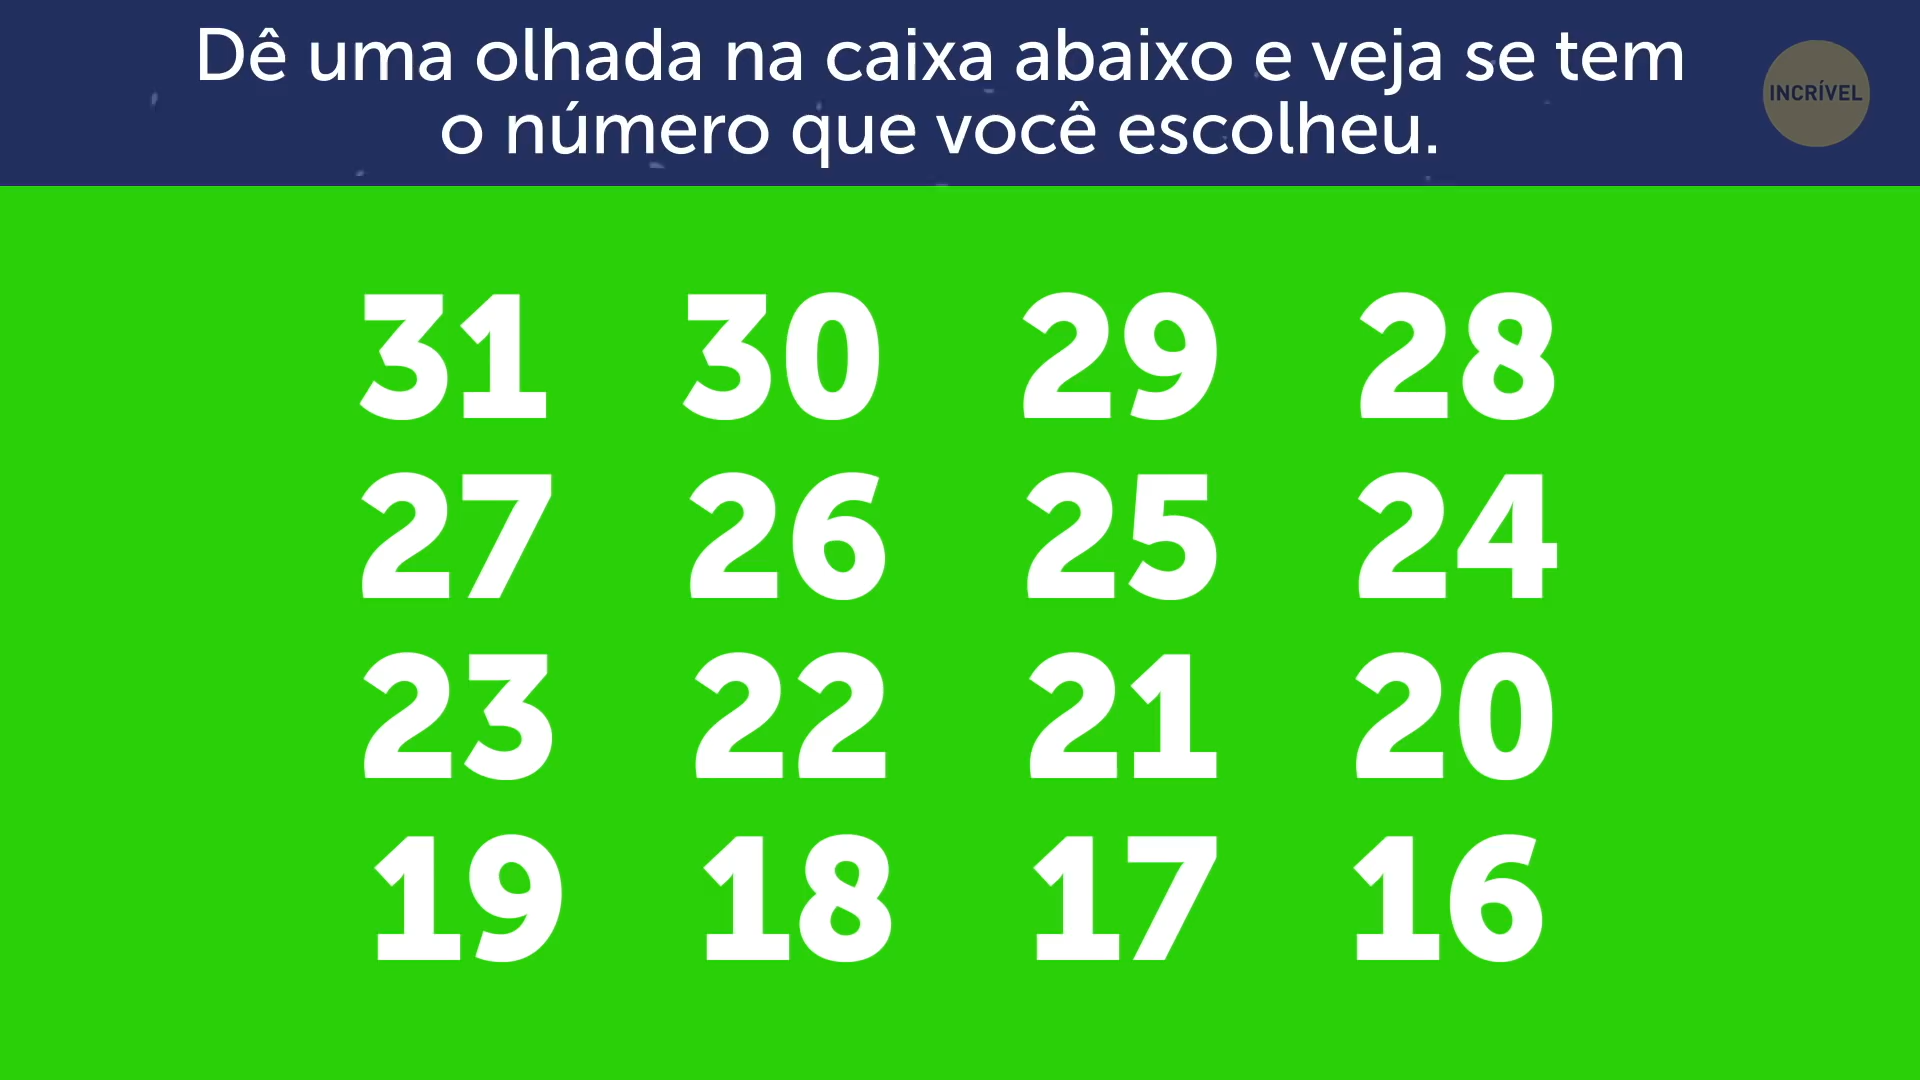 Dê uma olhada na caixa abaixo e veja se tem
o número que você escolheu.
INCRÍVEL
31 30 29 28
27 26 25 24
23 22 21 20
19 18 17 16